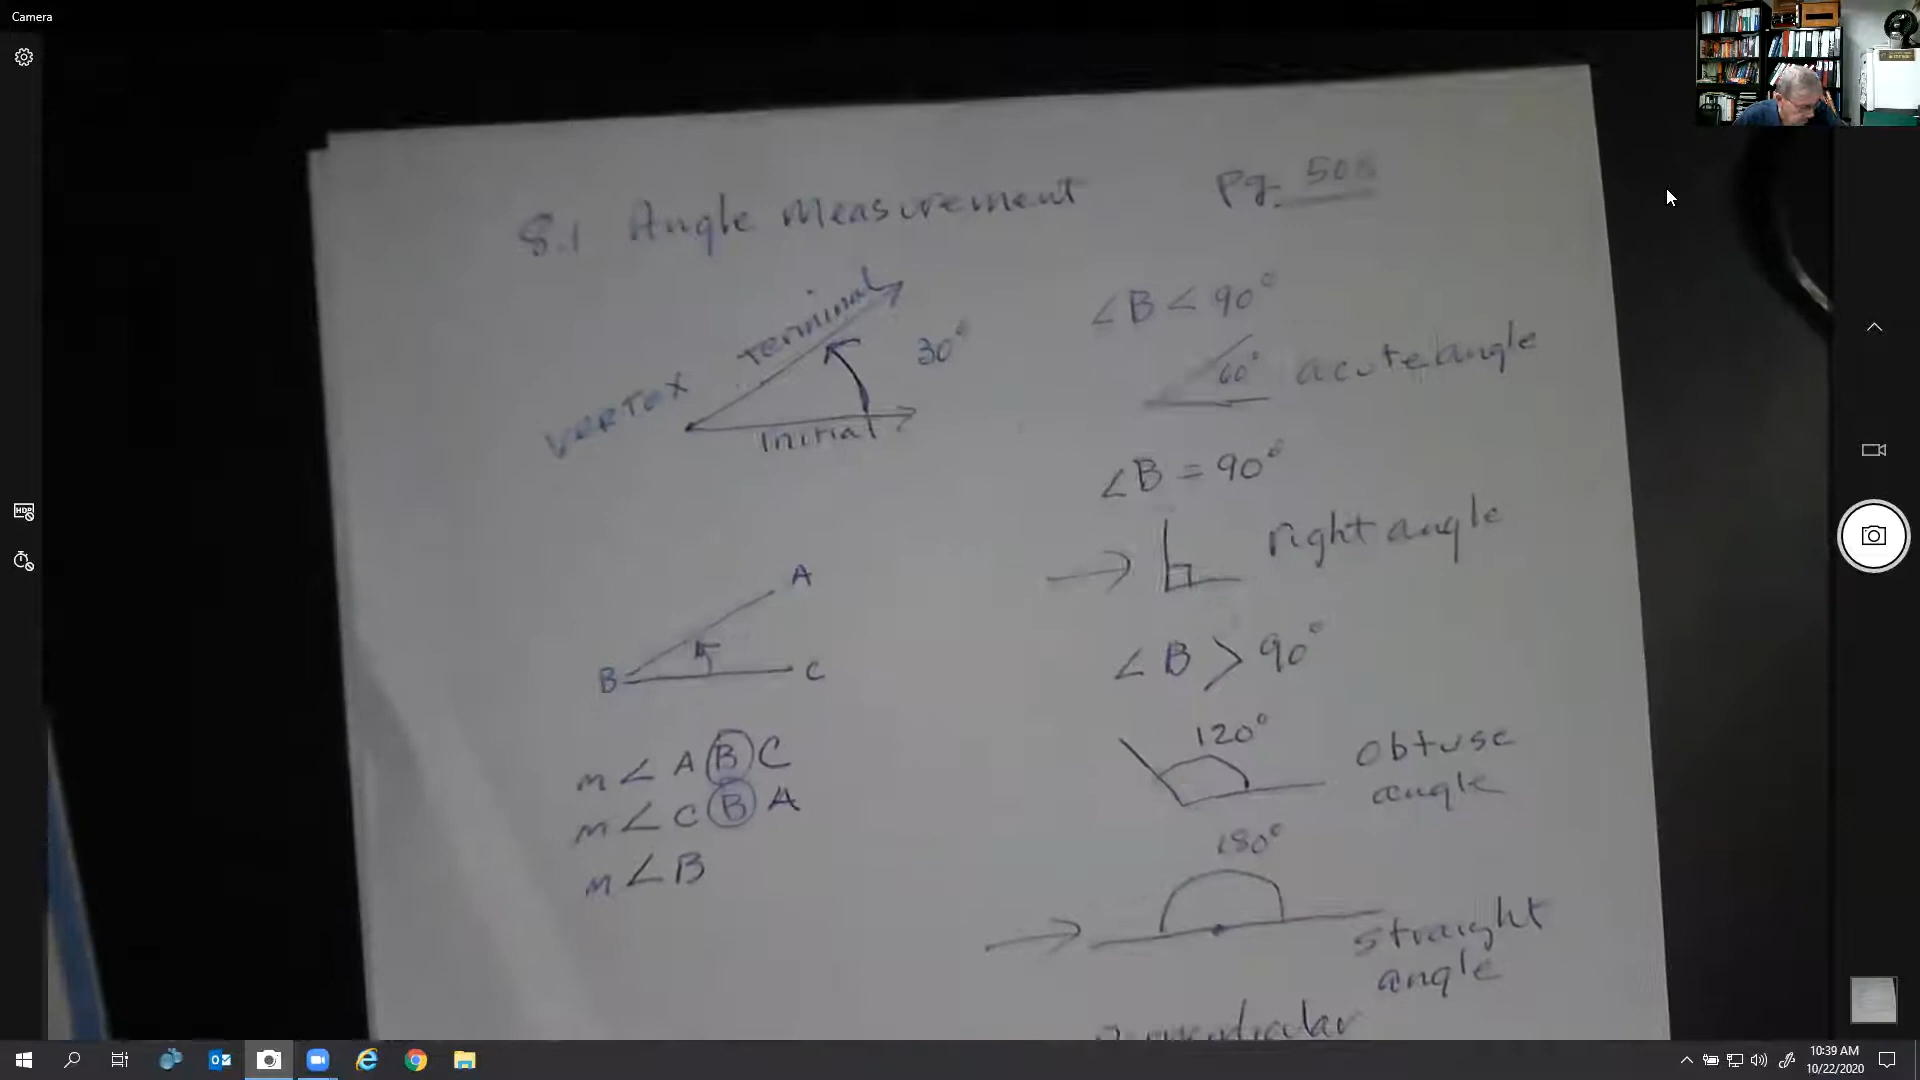 Camera
8.1 Angle Measurement Pg.
Terminal
30°
VERTEX
Initial
A
B
C
m∠ABC
m∠CBA
m∠B
∠B < 90°
60° acute angle
∠B = 90°
right angle
∠B > 90°
120°
obtuse
angle
180°
straight
angle
HDR
10:39 AM
10/22/2020